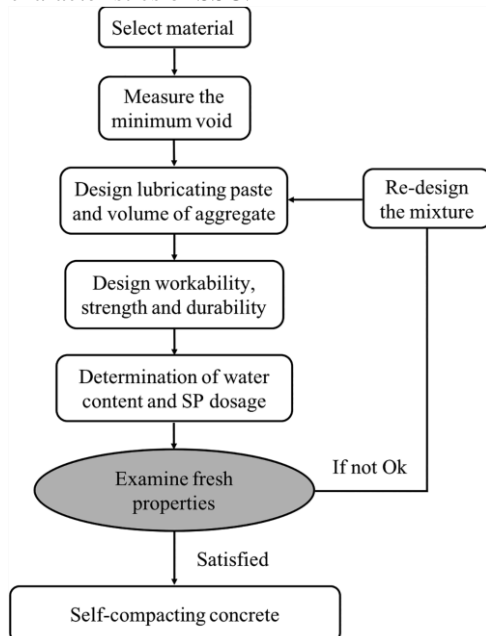 Select material
Measure the
minimum void
Design lubricating paste
and volume of aggregate
Re-design
the mixture
Design workability,
strength and durability
Determination of water
content and SP dosage
Examine fresh
properties
If not Ok
Satisfied
Self-compacting concrete